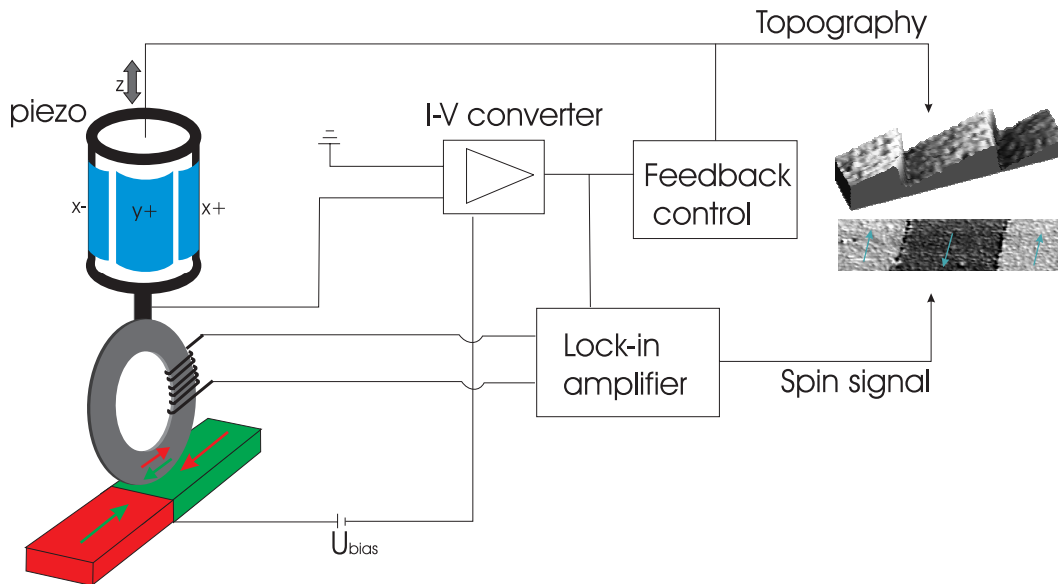 Topography
z
piezo
I-V converter
x-
y+
x+
Feedback
control
Lock-in
amplifier
Spin signal
Ubias